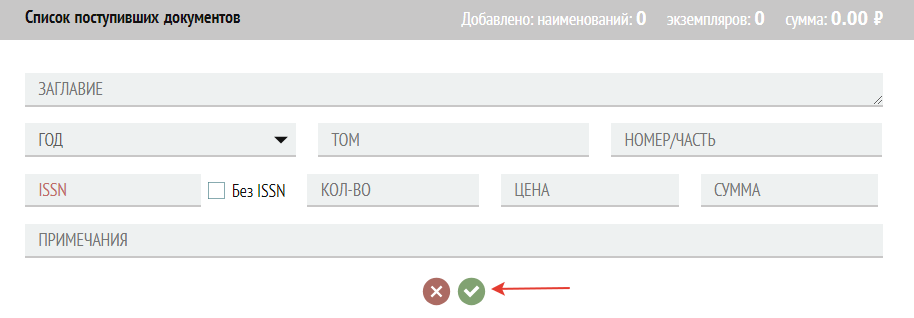 Список поступивших документов Добавлено: наименований: 0 экземпляров: 0 сумма: 0.00 ₽
ЗАГЛАВИЕ
ГОД ТОМ НОМЕР/ЧАСТЬ
ISSN Без ISSN КОЛ-ВО ЦЕНА СУММА
ПРИМЕЧАНИЯ